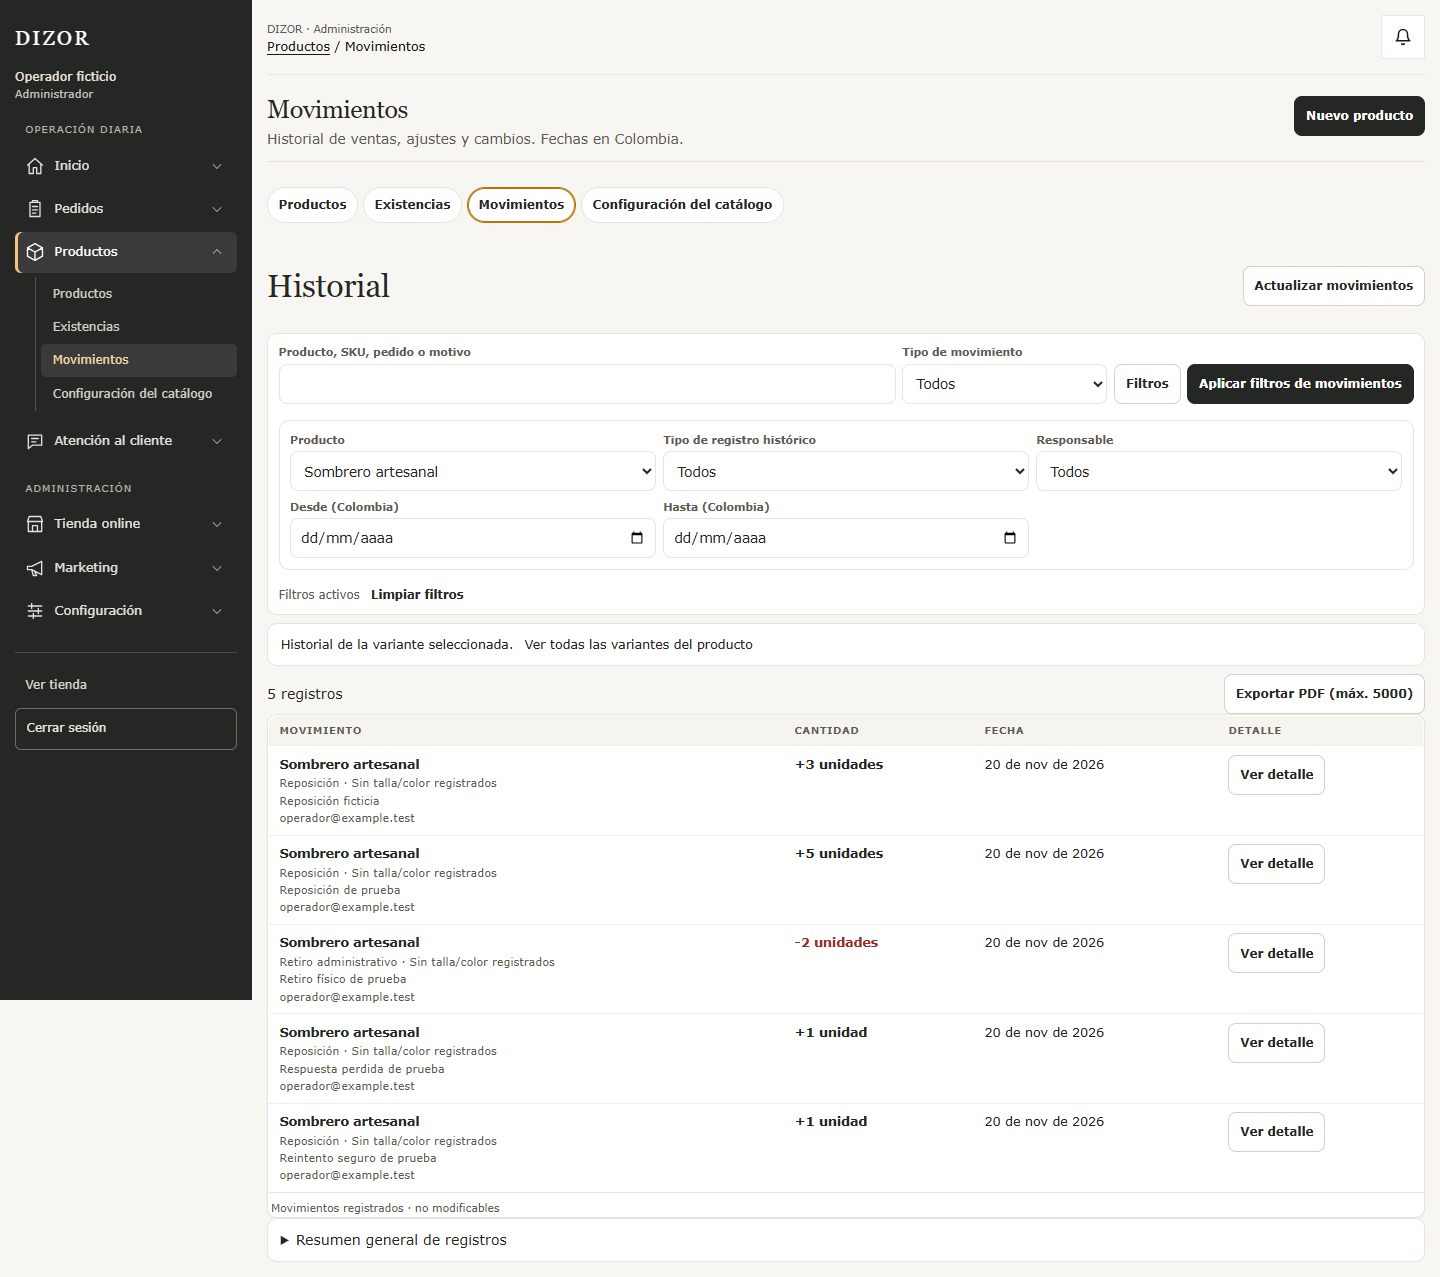 DIZOR
Operador ficticio
Administrador
OPERACIÓN DIARIA
Inicio
Pedidos
Productos
Productos
Existencias
Movimientos
Configuración del catálogo
Atención al cliente
ADMINISTRACIÓN
Tienda online
Marketing
Configuración
Ver tienda
Cerrar sesión
DIZOR · Administración
Productos / Movimientos
Movimientos
Historial de ventas, ajustes y cambios. Fechas en Colombia.
Nuevo producto
Productos
Existencias
Movimientos
Configuración del catálogo
Historial
Actualizar movimientos
Producto, SKU, pedido o motivo
Tipo de movimiento
Todos
Filtros
Aplicar filtros de movimientos
Producto
Tipo de registro histórico
Responsable
Sombrero artesanal
Todos
Todos
Desde (Colombia)
Hasta (Colombia)
dd/mm/aaaa
dd/mm/aaaa
Filtros activos Limpiar filtros
Historial de la variante seleccionada. Ver todas las variantes del producto
5 registros
Exportar PDF (máx. 5000)
MOVIMIENTO CANTIDAD FECHA DETALLE
Sombrero artesanal +3 unidades 20 de nov de 2026 Ver detalle
Reposición · Sin talla/color registrados
Reposición ficticia
operador@example.test
Sombrero artesanal +5 unidades 20 de nov de 2026 Ver detalle
Reposición · Sin talla/color registrados
Reposición de prueba
operador@example.test
Sombrero artesanal -2 unidades 20 de nov de 2026 Ver detalle
Retiro administrativo · Sin talla/color registrados
Retiro físico de prueba
operador@example.test
Sombrero artesanal +1 unidad 20 de nov de 2026 Ver detalle
Reposición · Sin talla/color registrados
Respuesta perdida de prueba
operador@example.test
Sombrero artesanal +1 unidad 20 de nov de 2026 Ver detalle
Reposición · Sin talla/color registrados
Reintento seguro de prueba
operador@example.test
Movimientos registrados · no modificables
Resumen general de registros